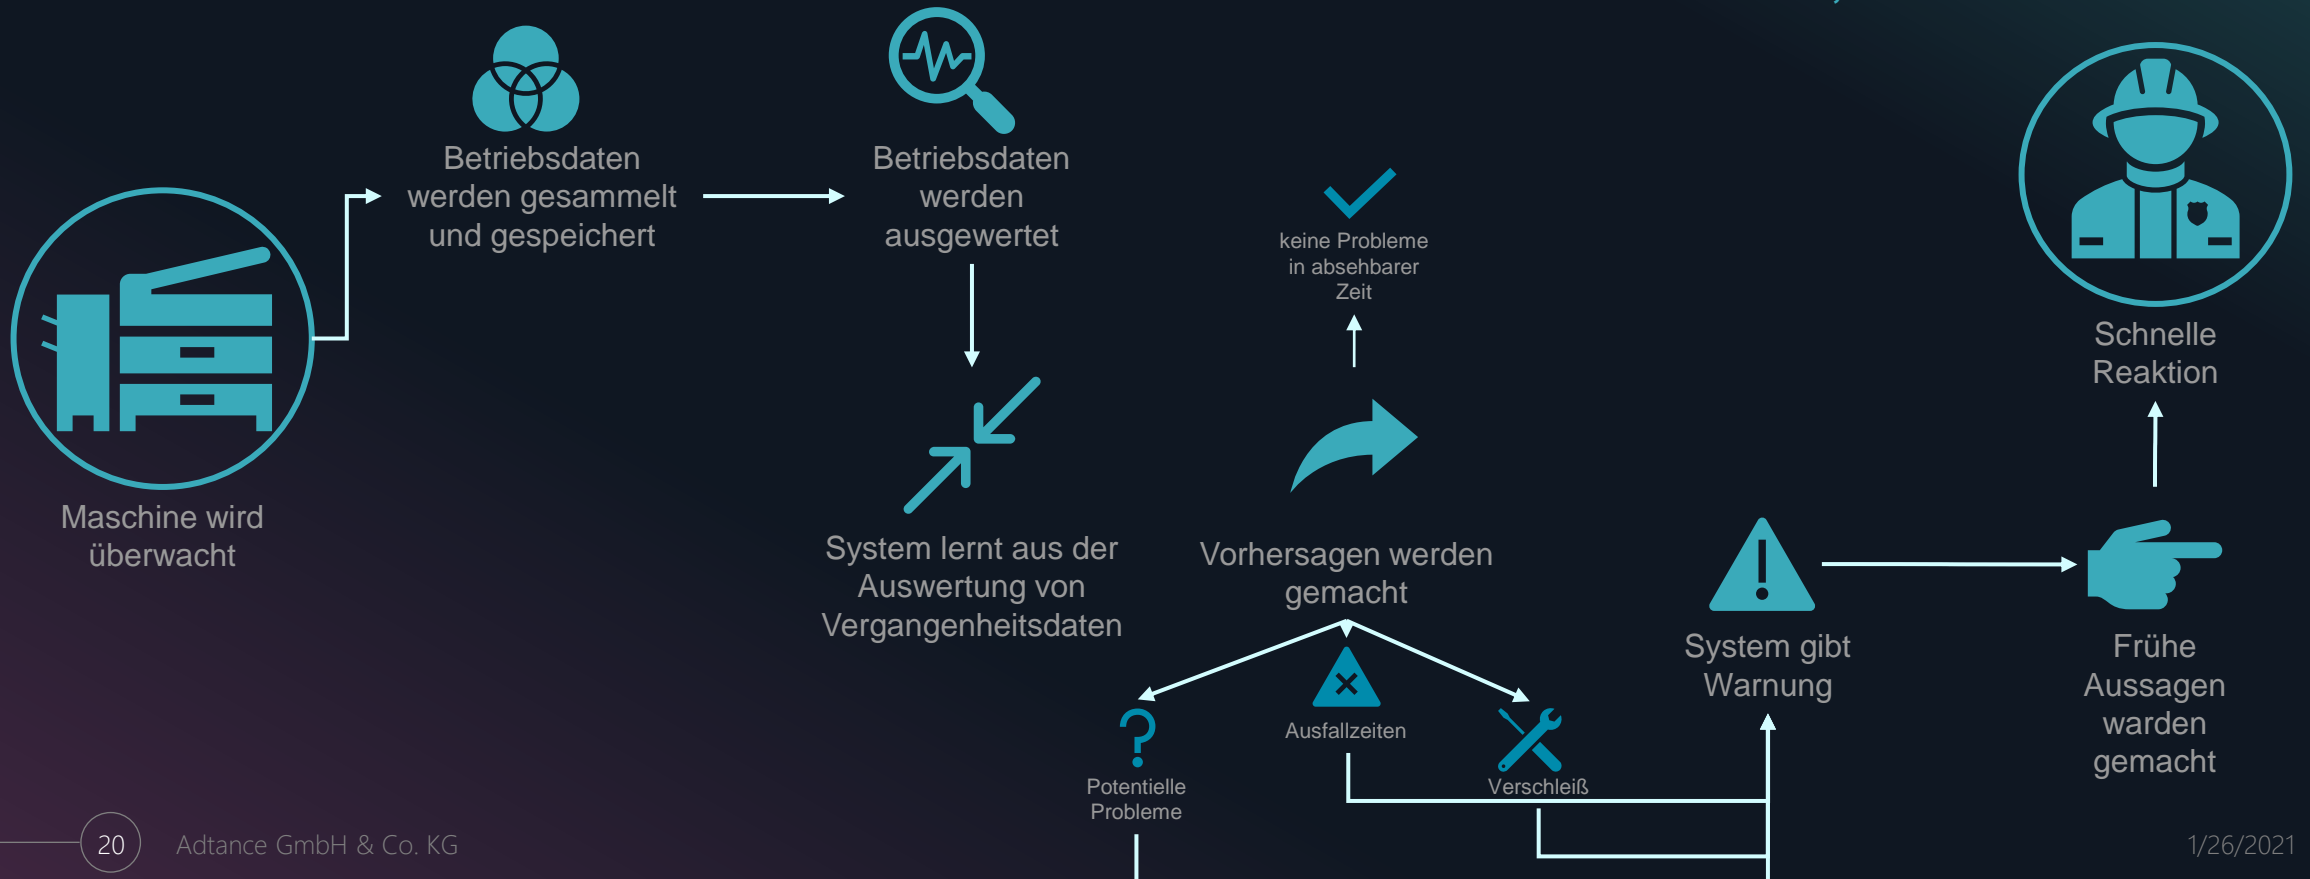 Maschine wird
überwacht
Betriebsdaten
werden gesammelt
und gespeichert
Betriebsdaten
werden
ausgewertet
System lernt aus der
Auswertung von
Vergangenheitsdaten
keine Probleme
in absehbarer
Zeit
Vorhersagen werden
gemacht
Potentielle
Probleme
Ausfallzeiten
Verschleiß
System gibt
Warnung
Frühe
Aussagen
warden
gemacht
Schnelle
Reaktion
20
Adtance GmbH & Co. KG
1/26/2021